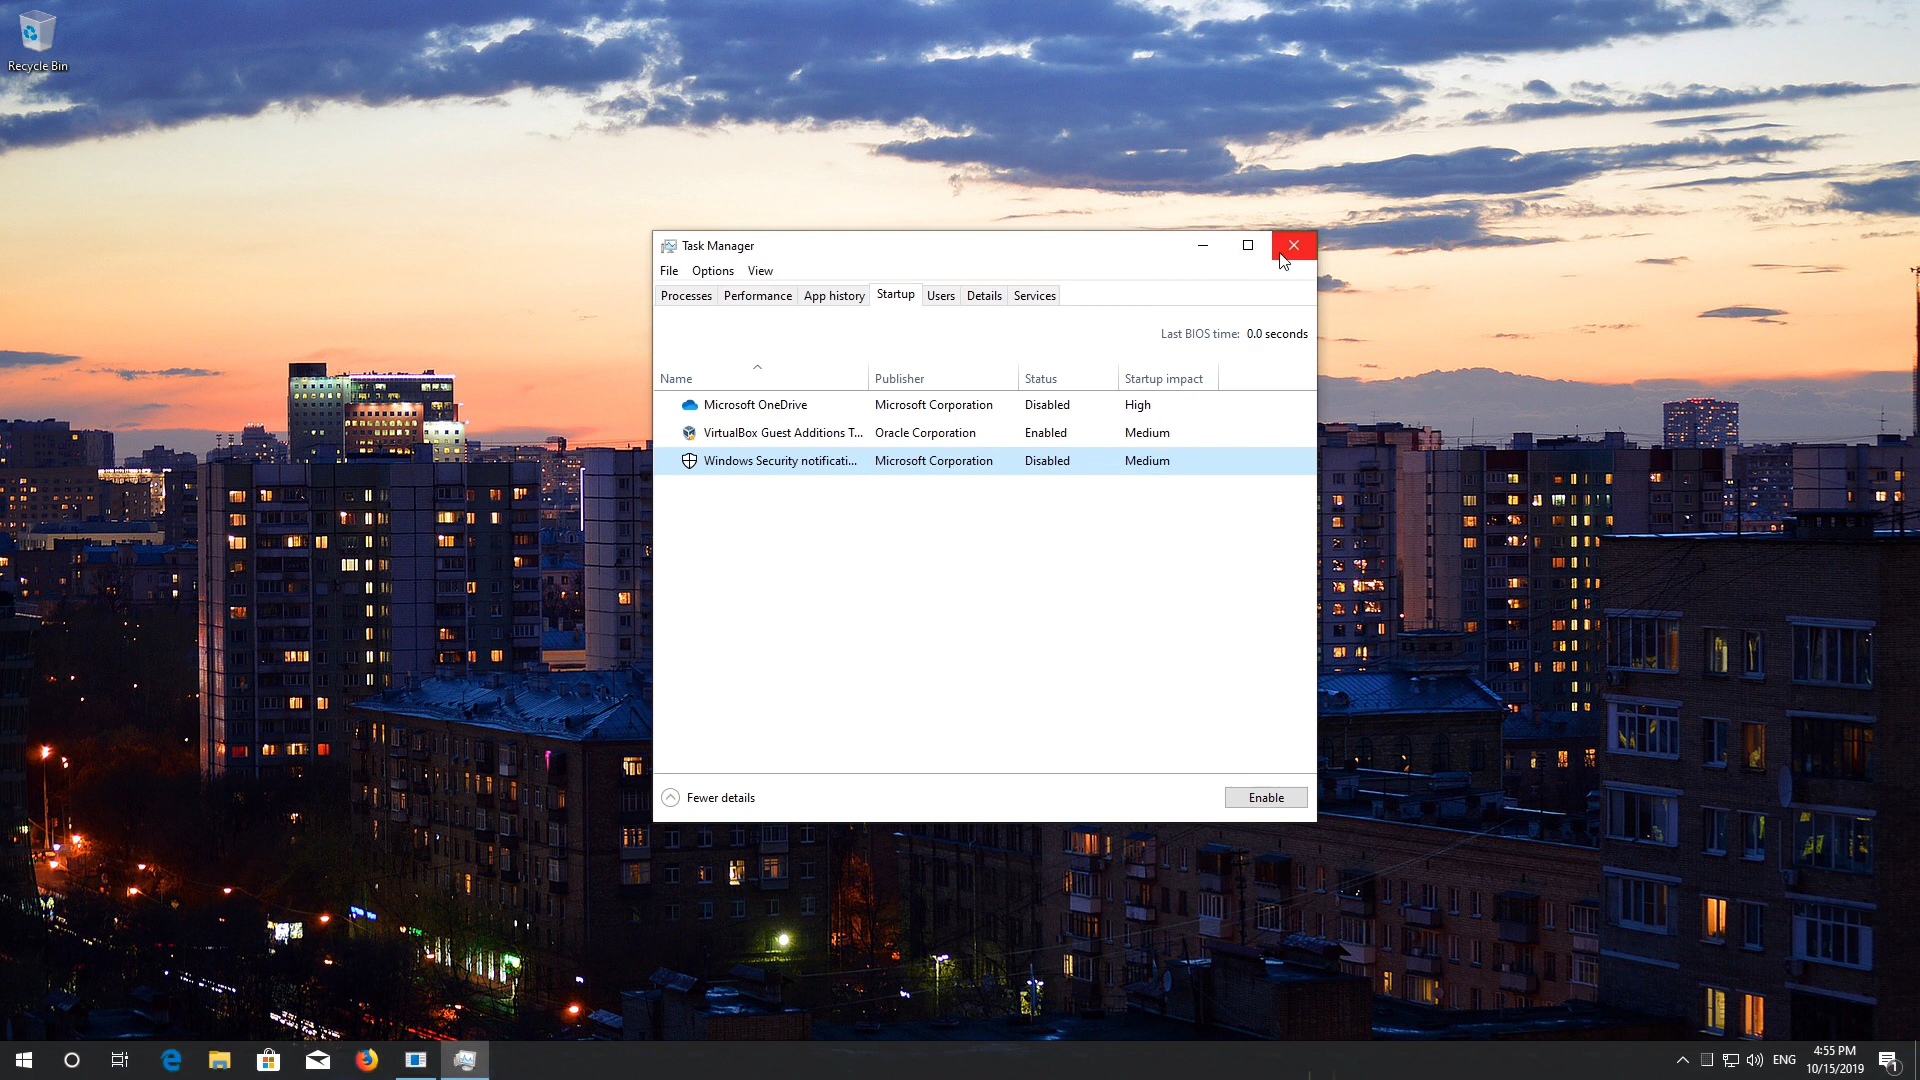 Recycle Bin
Task Manager
File Options View
Processes Performance App history Startup Users Details Services
Last BIOS time: 0.0 seconds
Name Publisher Status Startup impact
Microsoft OneDrive Microsoft Corporation Disabled High
VirtualBox Guest Additions T... Oracle Corporation Enabled Medium
Windows Security notificati... Microsoft Corporation Disabled Medium
Fewer details Enable
ENG 4:55 PM
10/15/2019 1